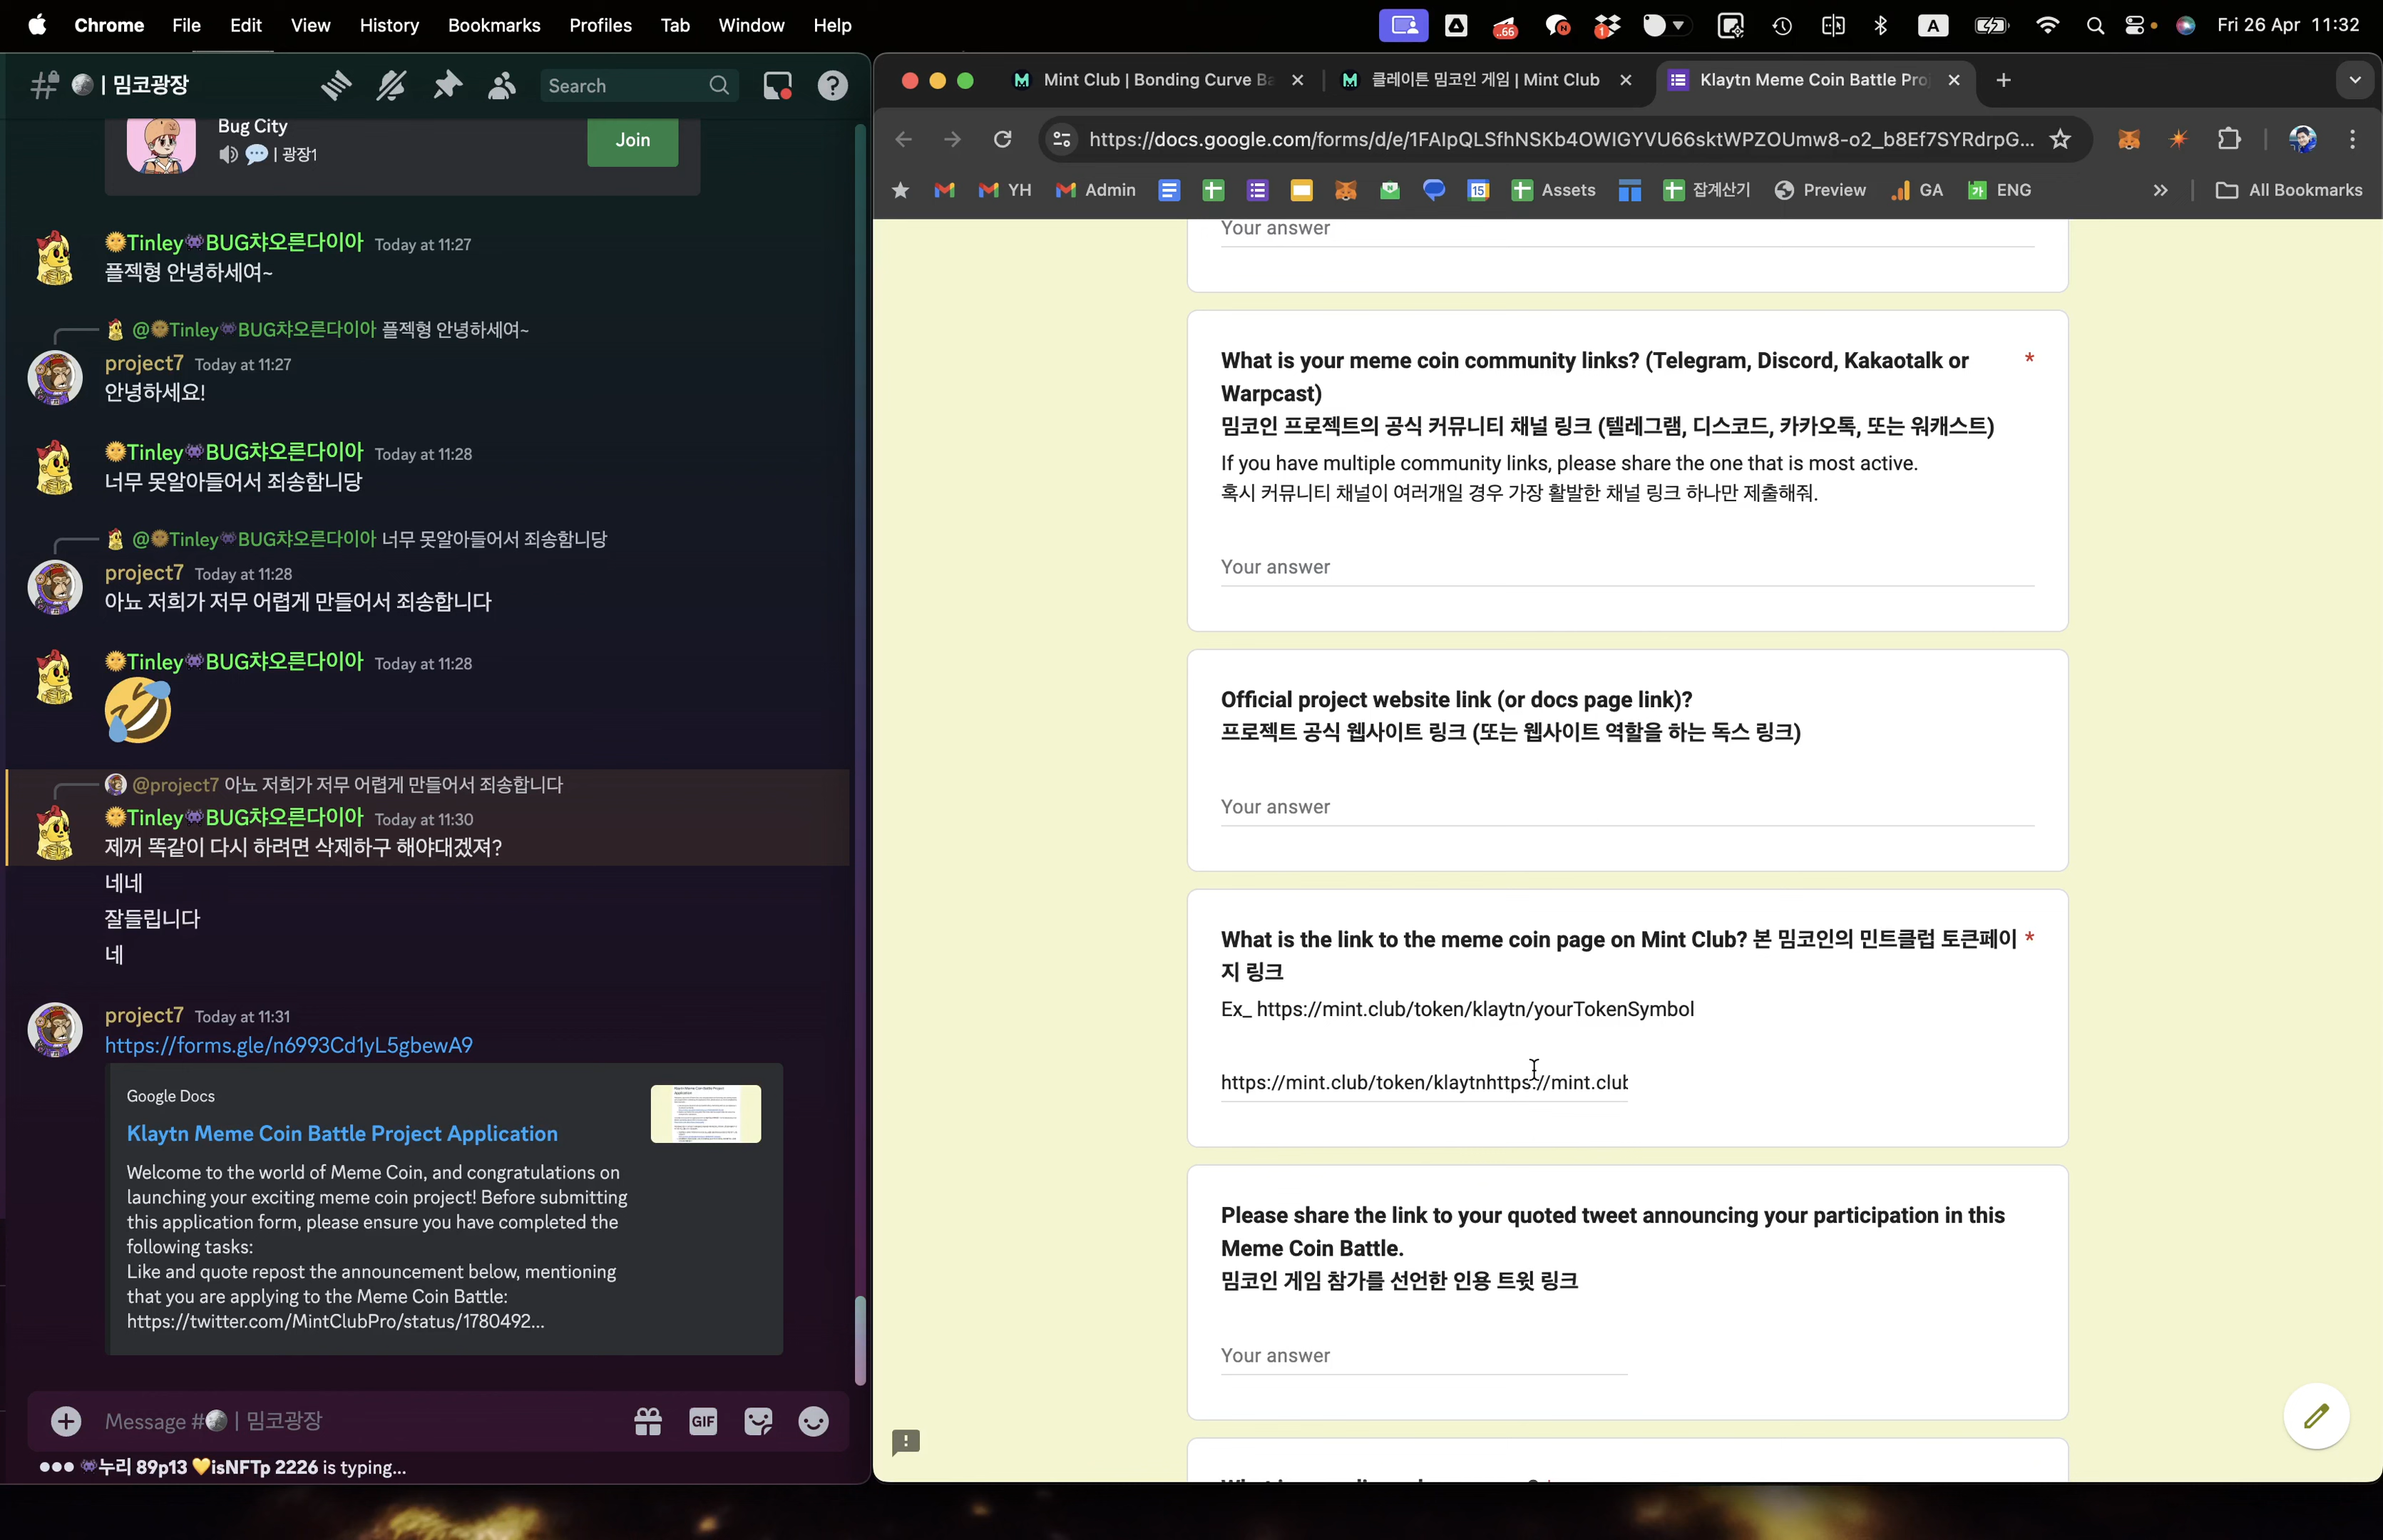 Chrome File Edit View History Bookmarks Profiles Tab Window Help
.66
N
1
A
Fri 26 Apr 11:32
| 밈코광장
Search
Bug City
| 광장1
Join
Tinley👾BUG챠오른다이아 Today at 11:27
플젝형 안녕하세여~
@🌞Tinley👾BUG챠오른다이아 플젝형 안녕하세여~
project7 Today at 11:27
안녕하세요!
🌞Tinley👾BUG챠오른다이아 Today at 11:28
너무 못알아들어서 죄송함니당
@🌞Tinley👾BUG챠오른다이아 너무 못알아들어서 죄송함니당
project7 Today at 11:28
아뇨 저희가 저무 어렵게 만들어서 죄송합니다
🌞Tinley👾BUG챠오른다이아 Today at 11:28
🤣
@project7 아뇨 저희가 저무 어렵게 만들어서 죄송합니다
🌞Tinley👾BUG챠오른다이아 Today at 11:30
제꺼 똑같이 다시 하려면 삭제하구 해야대겠져?
네네
잘들립니다
네
project7 Today at 11:31
https://forms.gle/n6993Cd1yL5gbewA9
Google Docs
Klaytn Meme Coin Battle Project Application
Welcome to the world of Meme Coin, and congratulations on
launching your exciting meme coin project! Before submitting
this application form, please ensure you have completed the
following tasks:
Like and quote repost the announcement below, mentioning
that you are applying to the Meme Coin Battle:
https://twitter.com/MintClubPro/status/1780492...
Message #🌏 | 밈코광장
GIF
👾누리 89p13 💛isNFTp 2226 is typing...
Mint Club | Bonding Curve Ba
클레이튼 밈코인 게임 | Mint Club
Klaytn Meme Coin Battle Pro
https://docs.google.com/forms/d/e/1FAIpQLSfhNSKb4OWIGYVU66sktWPZOUmw8-o2_b8Ef7SYRdrpG...
YH Admin 15 Assets 잡계산기 Preview GA ENG All Bookmarks
Your answer
What is your meme coin community links? (Telegram, Discord, Kakaotalk or *
Warpcast)
밈코인 프로젝트의 공식 커뮤니티 채널 링크 (텔레그램, 디스코드, 카카오톡, 또는 워캐스트)
If you have multiple community links, please share the one that is most active.
혹시 커뮤니티 채널이 여러개일 경우 가장 활발한 채널 링크 하나만 제출해줘.
Your answer
Official project website link (or docs page link)?
프로젝트 공식 웹사이트 링크 (또는 웹사이트 역할을 하는 독스 링크)
Your answer
What is the link to the meme coin page on Mint Club? 본 밈코인의 민트클럽 토큰페이 *
지 링크
Ex_ https://mint.club/token/klaytn/yourTokenSymbol
https://mint.club/token/klaytnhttps://mint.club
Please share the link to your quoted tweet announcing your participation in this
Meme Coin Battle.
밈코인 게임 참가를 선언한 인용 트윗 링크
Your answer